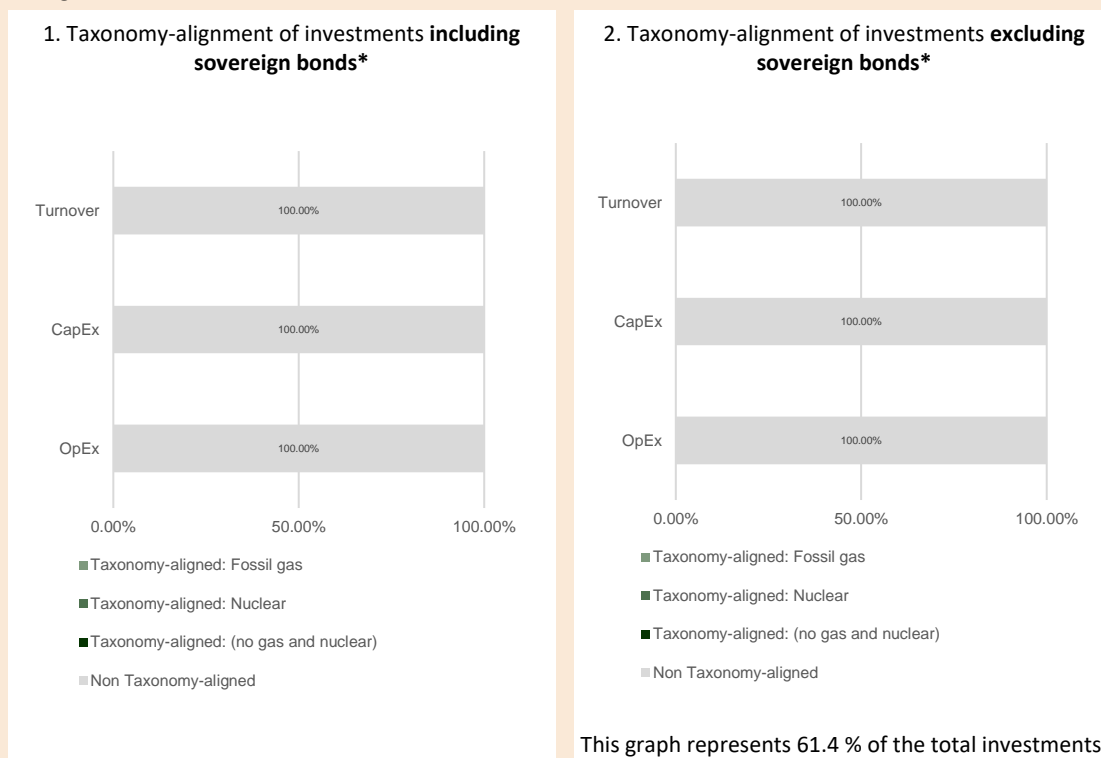 1. Taxonomy-alignment of investments including
sovereign bonds*
Turnover
100.00%
CapEx
100.00%
OpEx
100.00%
0.00%
50.00%
100.00%
Taxonomy-aligned: Fossil gas
Taxonomy-aligned: Nuclear
Taxonomy-aligned: (no gas and nuclear)
Non Taxonomy-aligned
2. Taxonomy-alignment of investments excluding
sovereign bonds*
Turnover
100.00%
CapEx
100.00%
OpEx
100.00%
0.00%
50.00%
100.00%
Taxonomy-aligned: Fossil gas
Taxonomy-aligned: Nuclear
Taxonomy-aligned: (no gas and nuclear)
Non Taxonomy-aligned
This graph represents 61.4 % of the total investments